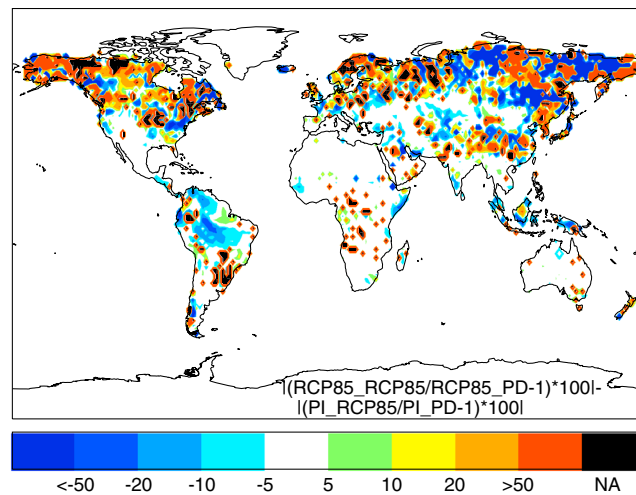 |(RCP85_RCP85/RCP85_PD-1)*100|-
|(PI_RCP85/PI_PD-1)*100|
<-50 -20 -10 -5 5 10 20 >50 NA